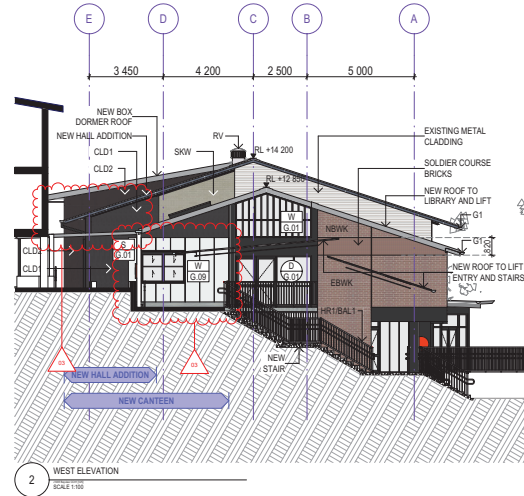 E D C B A
3 450 4 200 2 500 5 000
NEW BOX
DORMER ROOF
NEW HALL ADDITION
CLD1
CLD2
SKW
RV
RL +14 200
RL +12 850
EXISTING METAL
CLADDING
SOLDIER COURSE
BRICKS
NEW ROOF TO
LIBRARY AND LIFT
G1
G1
820
NEW ROOF TO LIFT
ENTRY AND STAIRS
W
G.01
NBWK
S
G.01
W
G.09
D
G.01
EBWK
HR1/BAL1
CLD2
CLD1
NEW
STAIR
03
03
NEW HALL ADDITION
NEW CANTEEN
2
WEST ELEVATION
SCALE 1:100